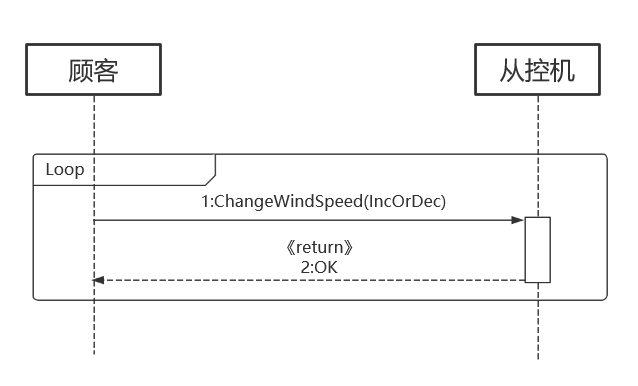 顾客
从控机
Loop
1:ChangeWindSpeed(IncOrDec)
《return》
2:OK